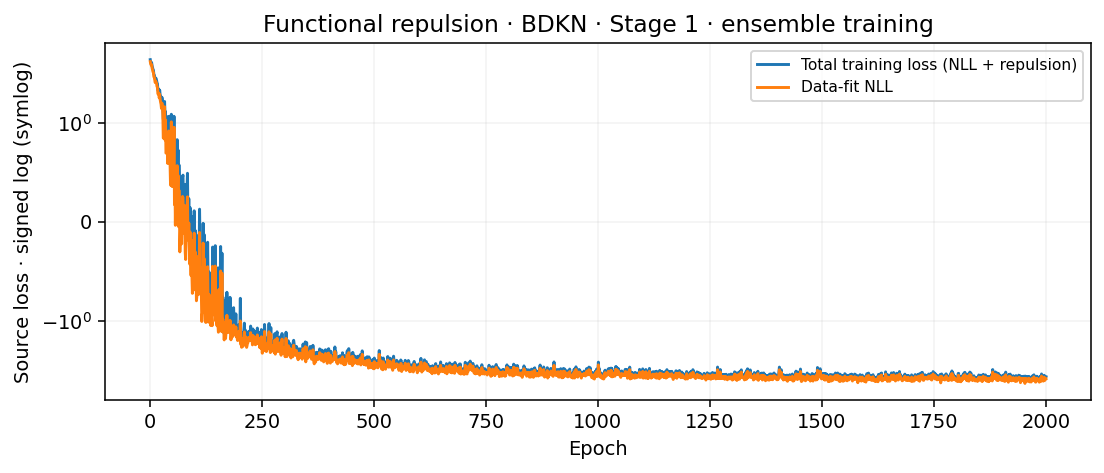 Functional repulsion · BDKN · Stage 1 · ensemble training
Total training loss (NLL + repulsion)
Data-fit NLL
Source loss · signed log (symlog)
10⁰
0
−10⁰
0 250 500 750 1000 1250 1500 1750 2000
Epoch